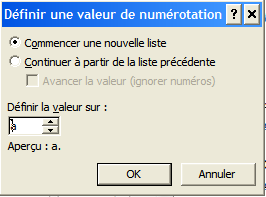 Définir une valeur de numérotation
Commencer une nouvelle liste
Continuer à partir de la liste précédente
Avancer la valeur (ignorer numéros)
Définir la valeur sur :
a
Aperçu : a.
OK
Annuler